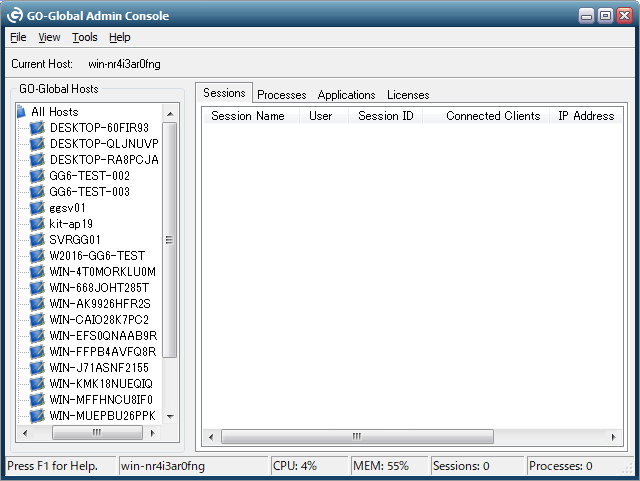 GO-Global Admin Console
File View Tools Help
Current Host: win-nr4i3ar0fng
GO-Global Hosts
All Hosts
DESKTOP-60FIR93
DESKTOP-QLJNUVP
DESKTOP-RA8PCJA
GG6-TEST-002
GG6-TEST-003
ggsv01
kit-ap19
SVRGG01
W2016-GG6-TEST
WIN-4T0MORKLU0M
WIN-668JOHT285T
WIN-AK9926HFR2S
WIN-CAIO28K7PC2
WIN-EFS0QNAAB9R
WIN-FFPB4AVFQ8R
WIN-J71ASNF2155
WIN-KMK18NUEQIQ
WIN-MFFHNCU8IF0
WIN-MUEPBU26PPK
Sessions Processes Applications Licenses
Session Name User Session ID Connected Clients IP Address
Press F1 for Help. win-nr4i3ar0fng CPU: 4% MEM: 55% Sessions: 0 Processes: 0